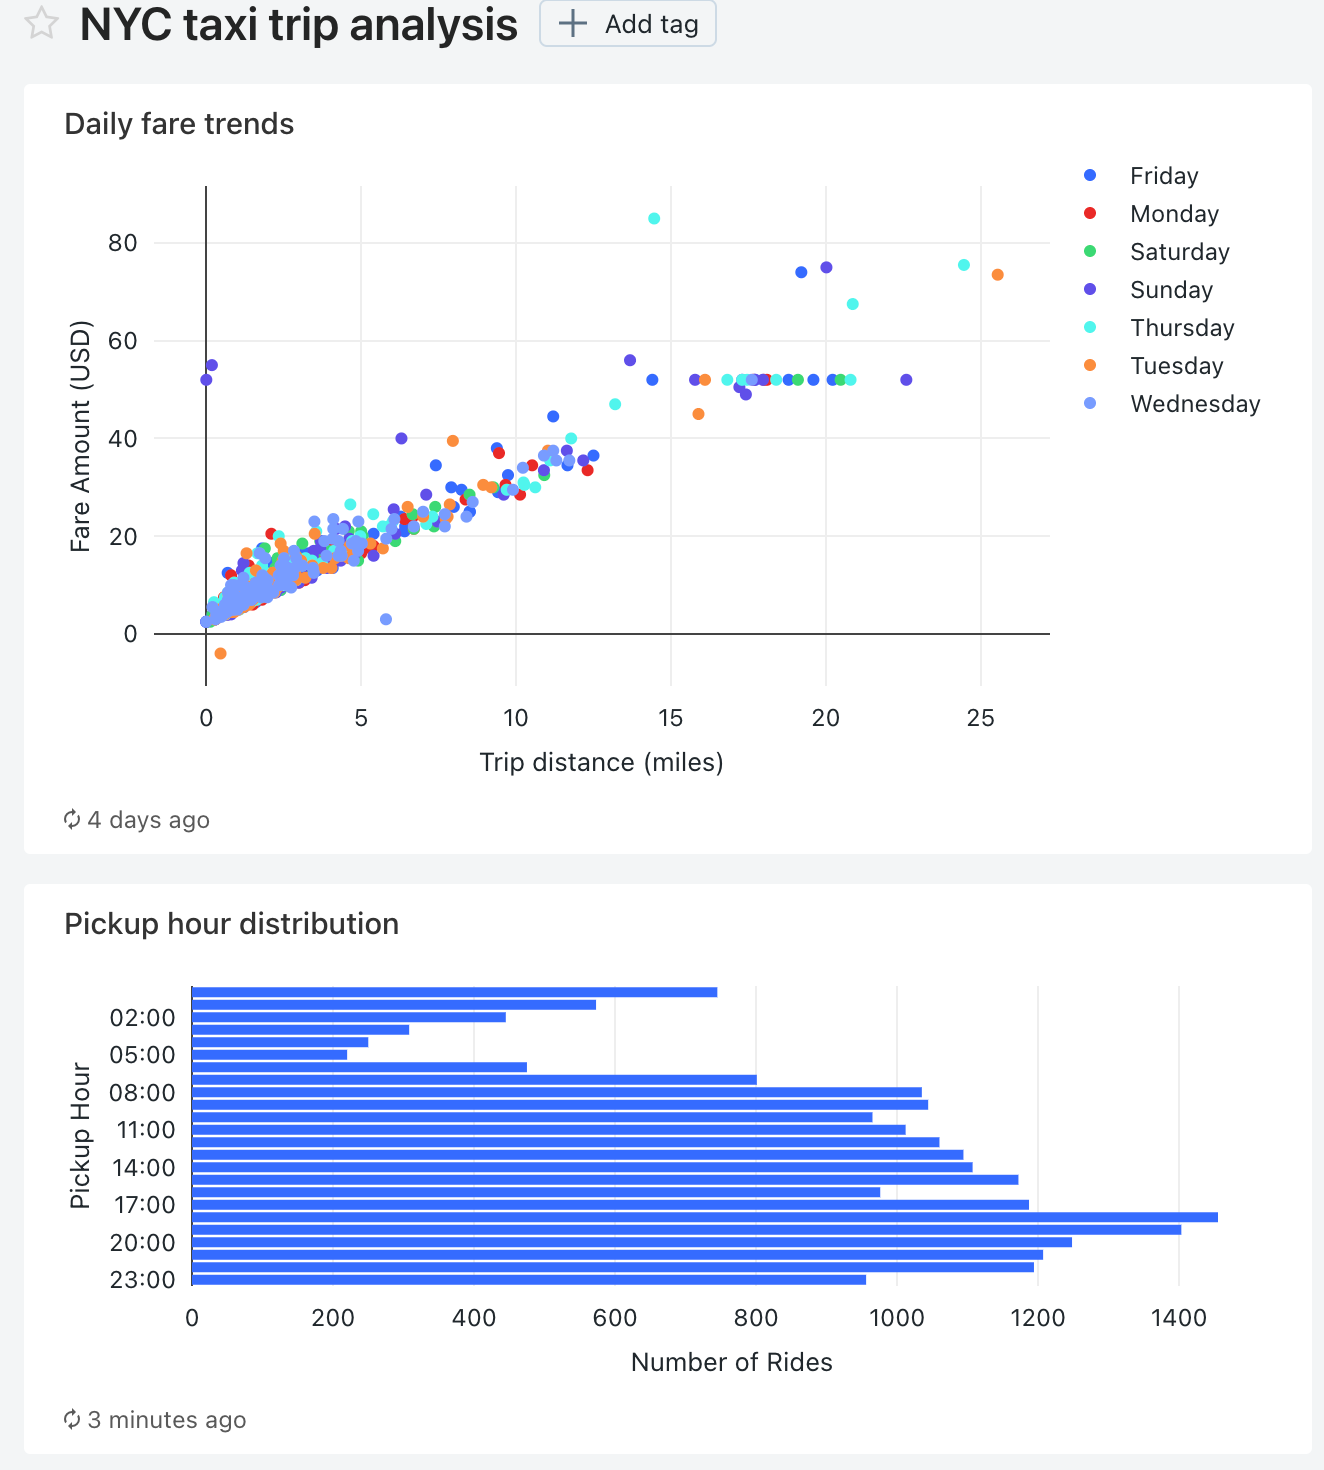 NYC taxi trip analysis
Add tag
Daily fare trends
Friday
Monday
Saturday
Sunday
Thursday
Tuesday
Wednesday
Fare Amount (USD)
80
60
40
20
0
0 5 10 15 20 25
Trip distance (miles)
4 days ago
Pickup hour distribution
Pickup Hour
02:00
05:00
08:00
11:00
14:00
17:00
20:00
23:00
0 200 400 600 800 1000 1200 1400
Number of Rides
3 minutes ago